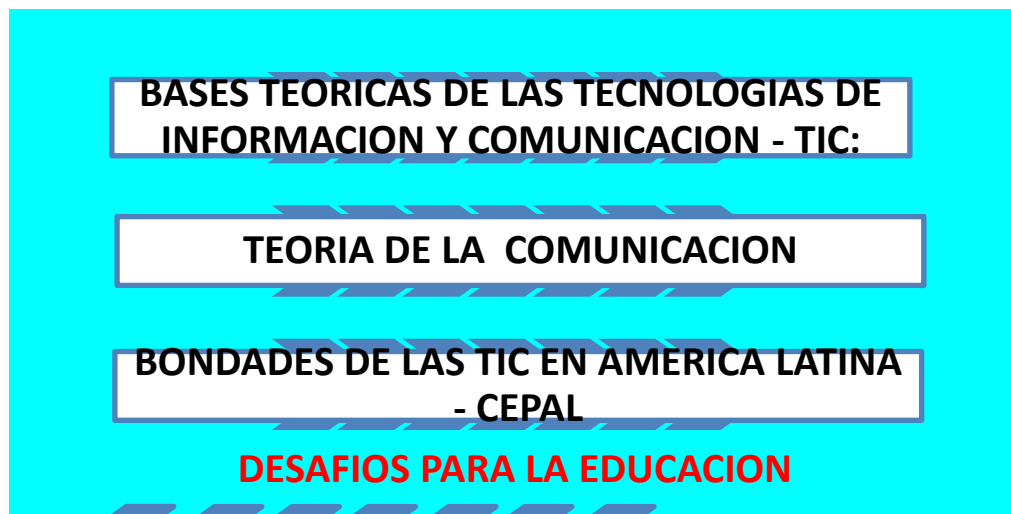 BASES TEORICAS DE LAS TECNOLOGIAS DE
INFORMACION Y COMUNICACION - TIC:
TEORIA DE LA COMUNICACION
BONDADES DE LAS TIC EN AMERICA LATINA
- CEPAL
DESAFIOS PARA LA EDUCACION